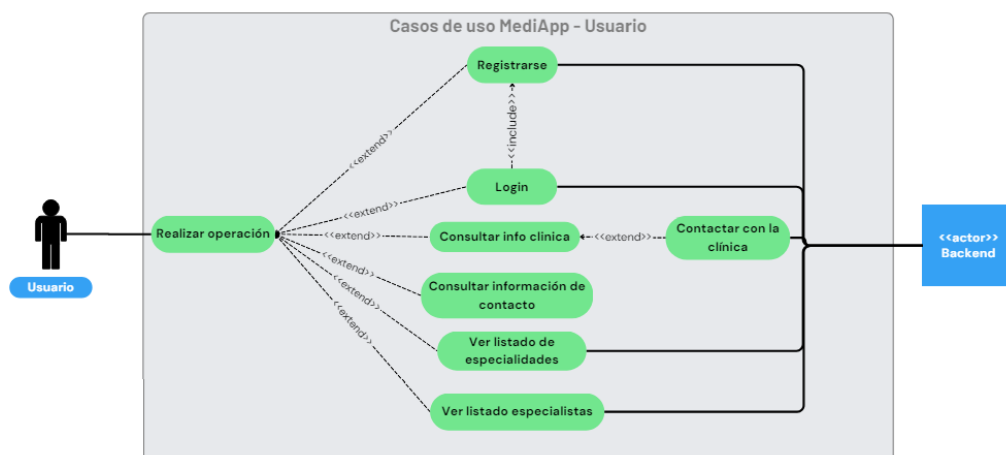 Casos de uso MediApp - Usuario
Registrarse
<<extend>>
<<include>>
Login
<<extend>>
Realizar operación
<<extend>>
Consultar info clinica
<<extend>>
Contactar con la
clínica
<<actor>>
Backend
Usuario
<<extend>>
Consultar información de
contacto
<<extend>>
Ver listado de
especialidades
<<extend>>
Ver listado especialistas